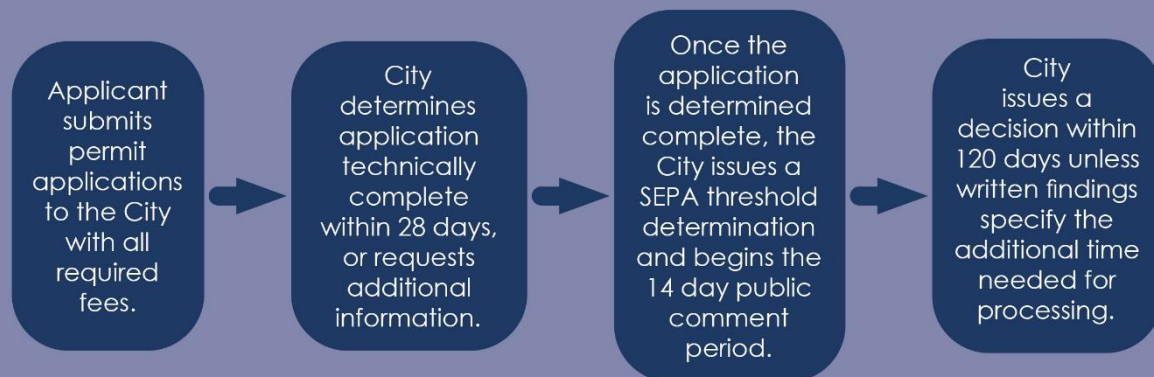 Applicant
submits
permit
applications
to the City
with all
required
fees.
City
determines
application
technically
complete
within 28 days,
or requests
additional
information.
Once the
application
is determined
complete, the
City issues a
SEPA threshold
determination
and begins the
14 day public
comment
period.
City
issues a
decision within
120 days unless
written findings
specify the
additional time
needed for
processing.